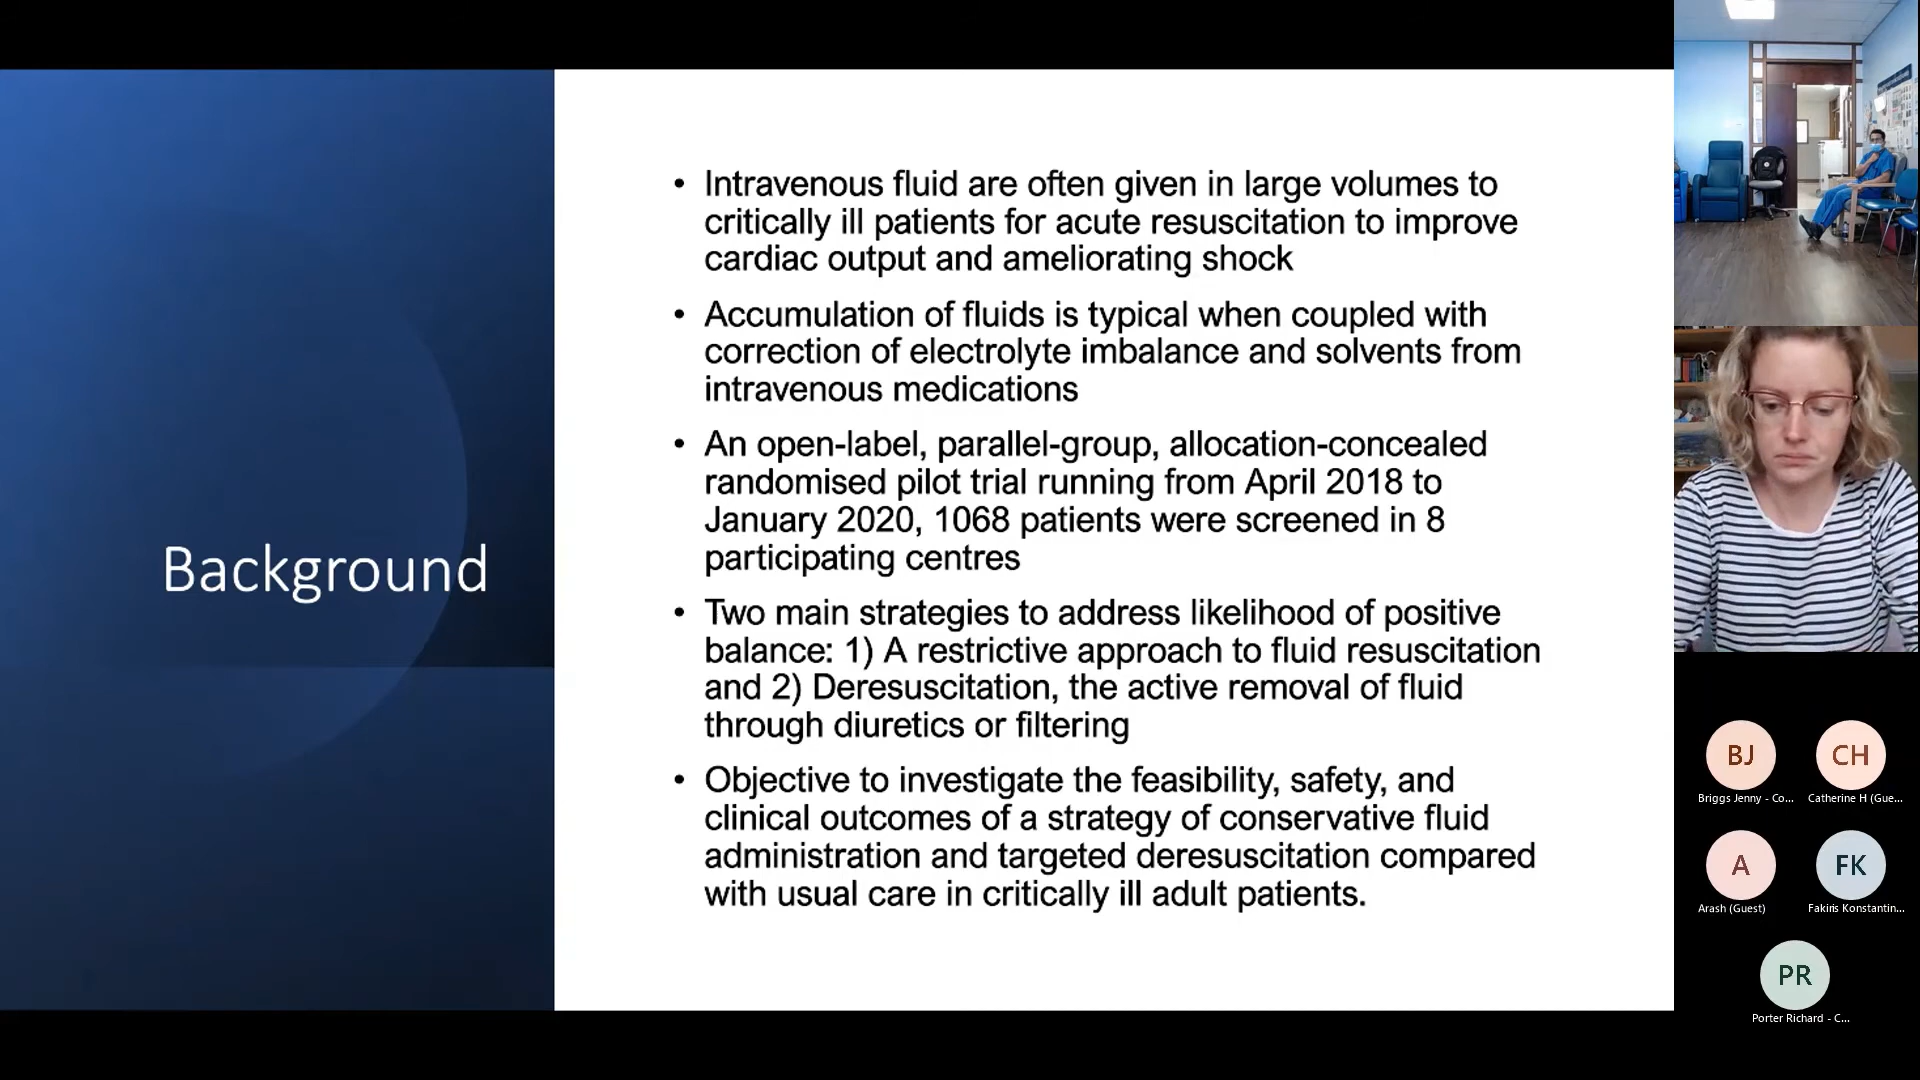 Background
• Intravenous fluid are often given in large volumes to
critically ill patients for acute resuscitation to improve
cardiac output and ameliorating shock
• Accumulation of fluids is typical when coupled with
correction of electrolyte imbalance and solvents from
intravenous medications
• An open-label, parallel-group, allocation-concealed
randomised pilot trial running from April 2018 to
January 2020, 1068 patients were screened in 8
participating centres
• Two main strategies to address likelihood of positive
balance: 1) A restrictive approach to fluid resuscitation
and 2) Deresuscitation, the active removal of fluid
through diuretics or filtering
• Objective to investigate the feasibility, safety, and
clinical outcomes of a strategy of conservative fluid
administration and targeted deresuscitation compared
with usual care in critically ill adult patients.
BJ
Briggs Jenny - Co...
CH
Catherine H (Gue...
A
Arash (Guest)
FK
Fakiris Konstantin...
PR
Porter Richard - C...